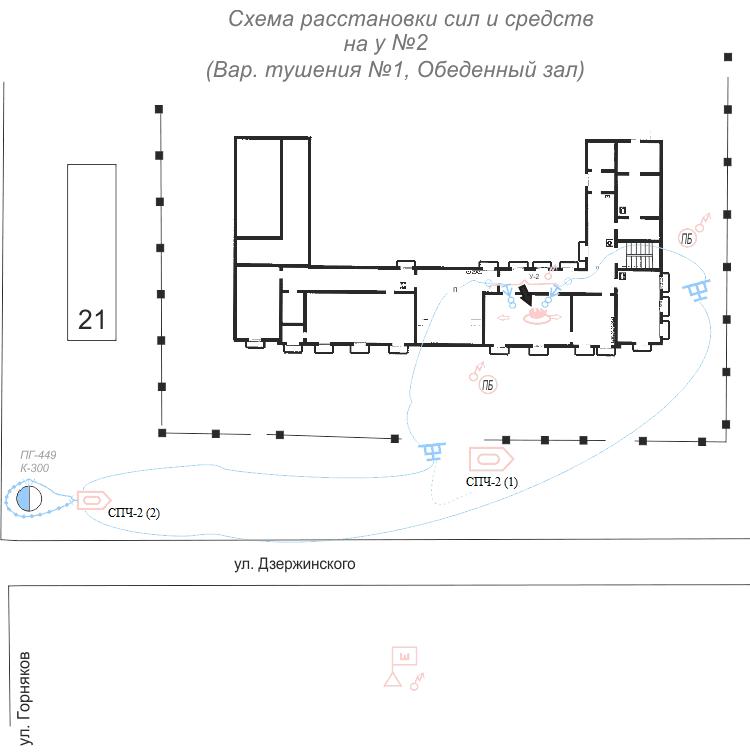 Схема расстановки сил и средств
на у №2
(Вар. тушения №1, Обеденный зал)
ПБ
У-2
П
21
ПБ
ПГ-449
К-300
СПЧ-2 (1)
СПЧ-2 (2)
ул. Дзержинского
Ш
ул. Горняков